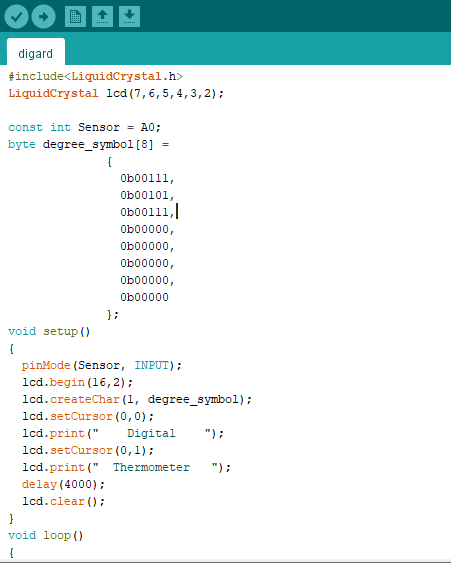 digard
#include<LiquidCrystal.h>
LiquidCrystal lcd(7,6,5,4,3,2);
const int Sensor = A0;
byte degree_symbol[8] =
{
0b00111,
0b00101,
0b00111,
0b00000,
0b00000,
0b00000,
0b00000,
0b00000
};
void setup()
{
pinMode(Sensor, INPUT);
lcd.begin(16,2);
lcd.createChar(1, degree_symbol);
lcd.setCursor(0,0);
lcd.print("    Digital    ");
lcd.setCursor(0,1);
lcd.print("  Thermometer   ");
delay(4000);
lcd.clear();
}
void loop()
{